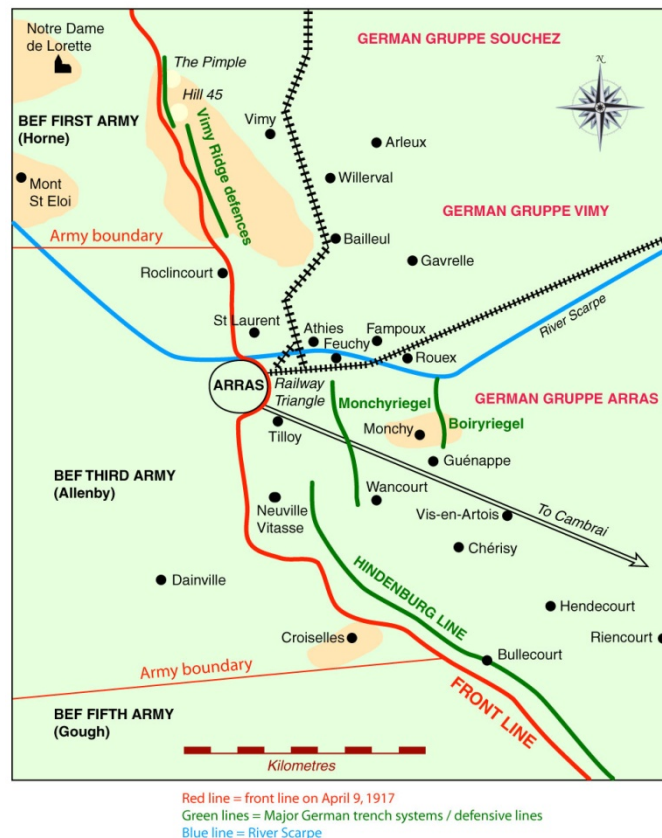 Notre Dame
de Lorette
GERMAN GRUPPE SOUCHEZ
N
The Pimple
Hill 45
BEF FIRST ARMY
(Horne)
Vimy
Arleux
Vimy Ridge defences
Willerval
Mont
St Eloi
GERMAN GRUPPE VIMY
Army boundary
Bailleul
Gavrelle
Roclincourt
River Scarpe
St Laurent
Athies
Fampoux
Feuchy
Rouex
ARRAS
Railway
Triangle
Monchyriegel
GERMAN GRUPPE ARRAS
Boiryriegel
Tilloy
Monchy
Guénappe
BEF THIRD ARMY
(Allenby)
Wancourt
Neuville
Vitasse
Vis-en-Artois
To Cambrai
Chérisy
Dainville
HINDENBURG LINE
Hendecourt
Croiselles
Riencourt
Bullecourt
Army boundary
FRONT LINE
BEF FIFTH ARMY
(Gough)
Kilometres
Red line = front line on April 9, 1917
Green lines = Major German trench systems / defensive lines
Blue line = River Scarpe